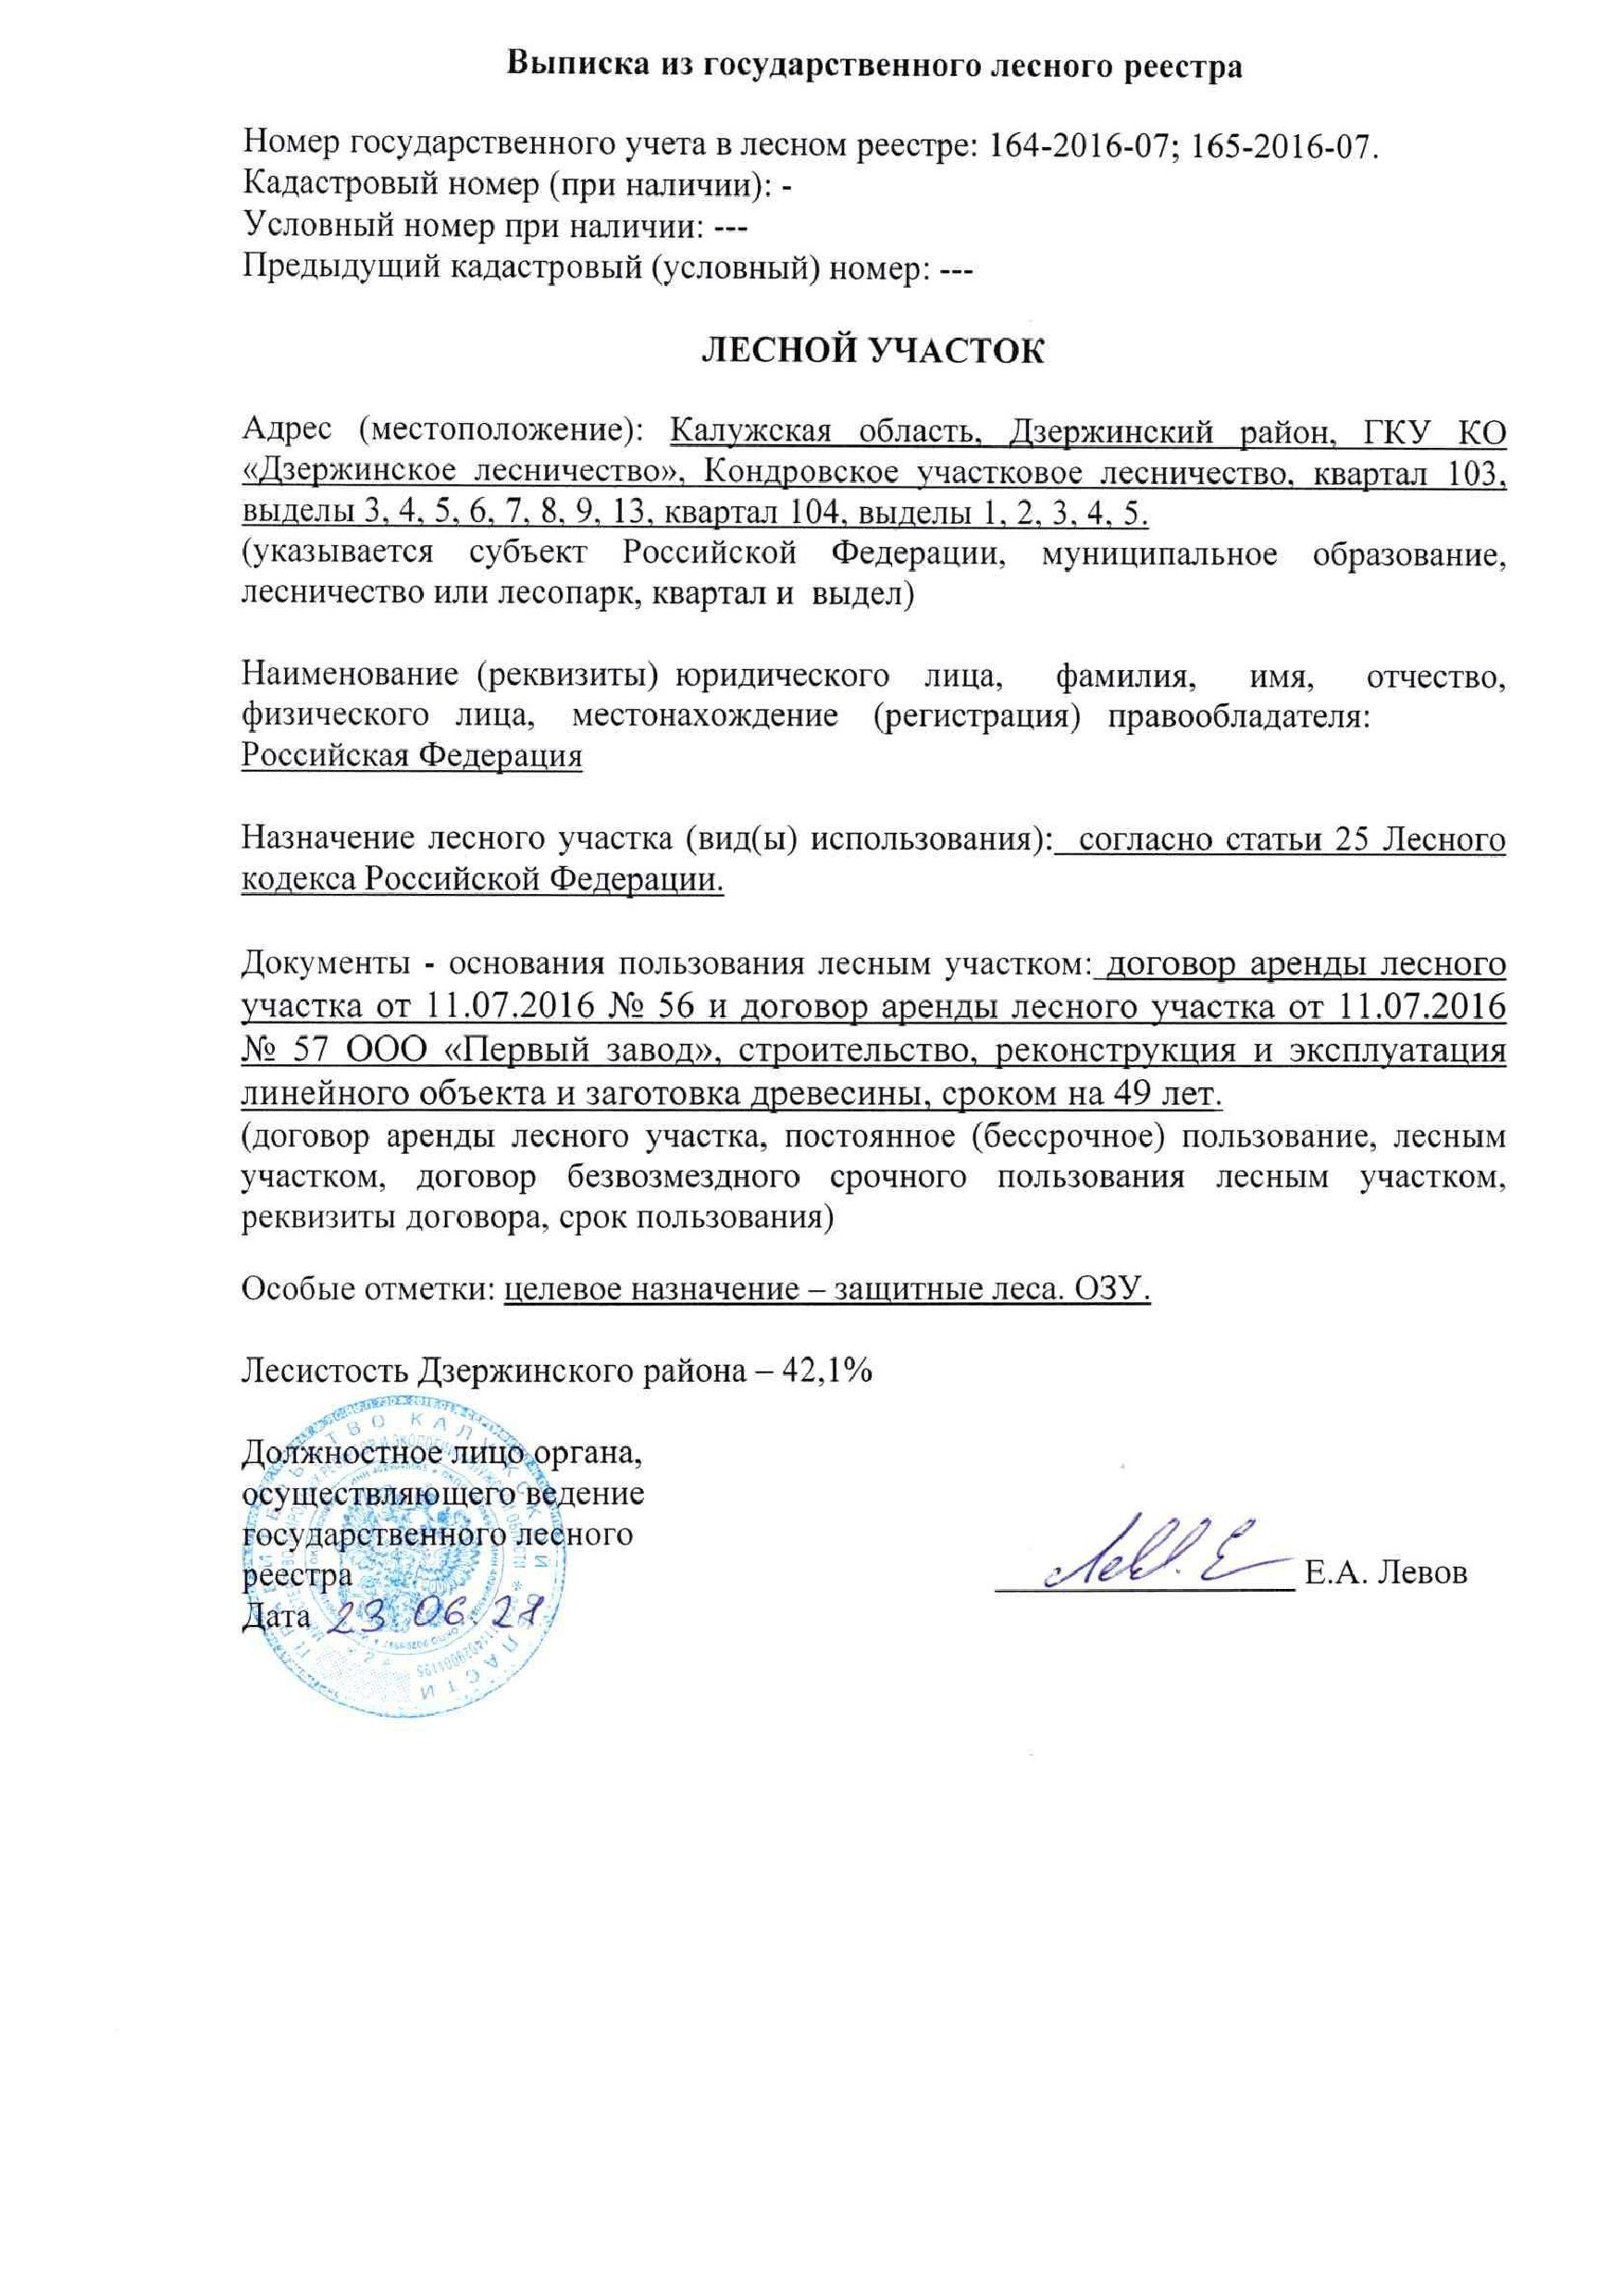 Выписка из государственного лесного реестра
Номер государственного учета в лесном реестре: 164-2016-07; 165-2016-07.
Кадастровый номер (при наличии): -
Условный номер при наличии: ---
Предыдущий кадастровый (условный) номер: ---
ЛЕСНОЙ УЧАСТОК
Адрес (местоположение): Калужская область, Дзержинский район, ГКУ КО
«Дзержинское лесничество», Кондровское участковое лесничество, квартал 103,
выделы 3, 4, 5, 6, 7, 8, 9, 13, квартал 104, выделы 1, 2, 3, 4, 5.
(указывается субъект Российской Федерации, муниципальное образование,
лесничество или лесопарк, квартал и выдел)
Наименование (реквизиты) юридического лица, фамилия, имя, отчество,
физического лица, местонахождение (регистрация) правообладателя:
Российская Федерация
Назначение лесного участка (вид(ы) использования): согласно статьи 25 Лесного
кодекса Российской Федерации.
Документы - основания пользования лесным участком: договор аренды лесного
участка от 11.07.2016 № 56 и договор аренды лесного участка от 11.07.2016
№ 57 ООО «Первый завод», строительство, реконструкция и эксплуатация
линейного объекта и заготовка древесины, сроком на 49 лет.
(договор аренды лесного участка, постоянное (бессрочное) пользование, лесным
участком, договор безвозмездного срочного пользования лесным участком,
реквизиты договора, срок пользования)
Особые отметки: целевое назначение – защитные леса. ОЗУ.
Лесистость Дзержинского района – 42,1%
Должностное лицо органа,
осуществляющего ведение
государственного лесного
реестра Е.А. Левов
Дата 23.06.21